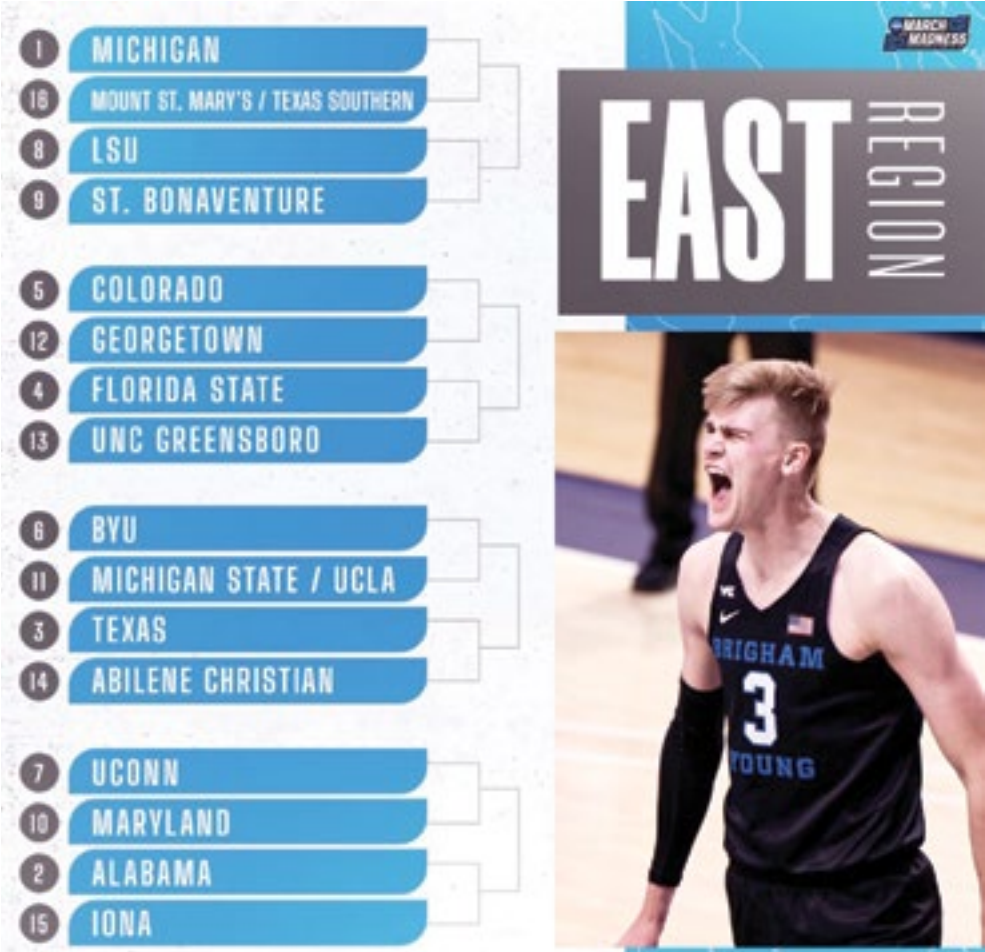 1 MICHIGAN
16 MOUNT ST. MARY'S / TEXAS SOUTHERN
8 LSU
9 ST. BONAVENTURE
5 COLORADO
12 GEORGETOWN
4 FLORIDA STATE
13 UNC GREENSBORO
6 BYU
11 MICHIGAN STATE / UCLA
3 TEXAS
14 ABILENE CHRISTIAN
7 UCONN
10 MARYLAND
2 ALABAMA
15 IONA
MARCH
MADNESS
EAST REGION
BRIGHAM
3
YOUNG